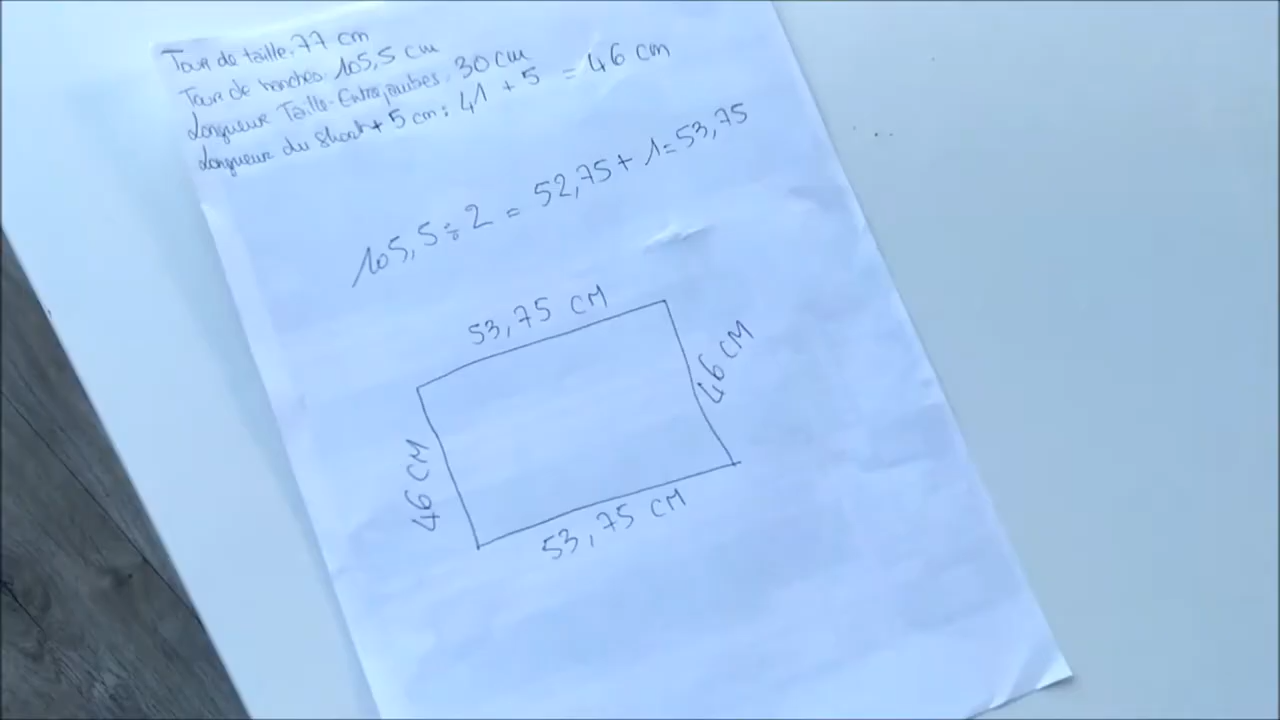 Tour de taille: 77 cm
Tour de hanches: 105,5 cm
Longueur Taille-Entrejambes: 30 cm
Longueur du short + 5 cm: 41 + 5 = 46 cm
105,5 ÷ 2 = 52,75 + 1 = 53,75
53,75 CM
46 CM
46 CM
53,75 CM